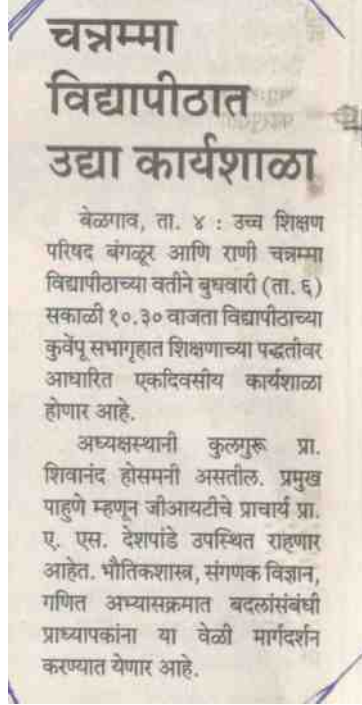 चन्नम्मा
विद्यापीठात
उद्या कार्यशाळा
बेळगाव, ता. ४ : उच्च शिक्षण
परिषद बंगळूर आणि राणी चन्नम्मा
विद्यापीठाच्या वतीने बुधवारी (ता. ६)
सकाळी १०.३० वाजता विद्यापीठाच्या
कुवेंपू सभागृहात शिक्षणाच्या पद्धतीवर
आधारित एकदिवसीय कार्यशाळा
होणार आहे.
अध्यक्षस्थानी कुलगुरू प्रा.
शिवानंद होसमनी असतील. प्रमुख
पाहुणे म्हणून जीआयटीचे प्राचार्य प्रा.
ए. एस. देशपांडे उपस्थित राहणार
आहेत. भौतिकशास्त्र, संगणक विज्ञान,
गणित अभ्यासक्रमात बदलांसंबंधी
प्राध्यापकांना या वेळी मार्गदर्शन
करण्यात येणार आहे.